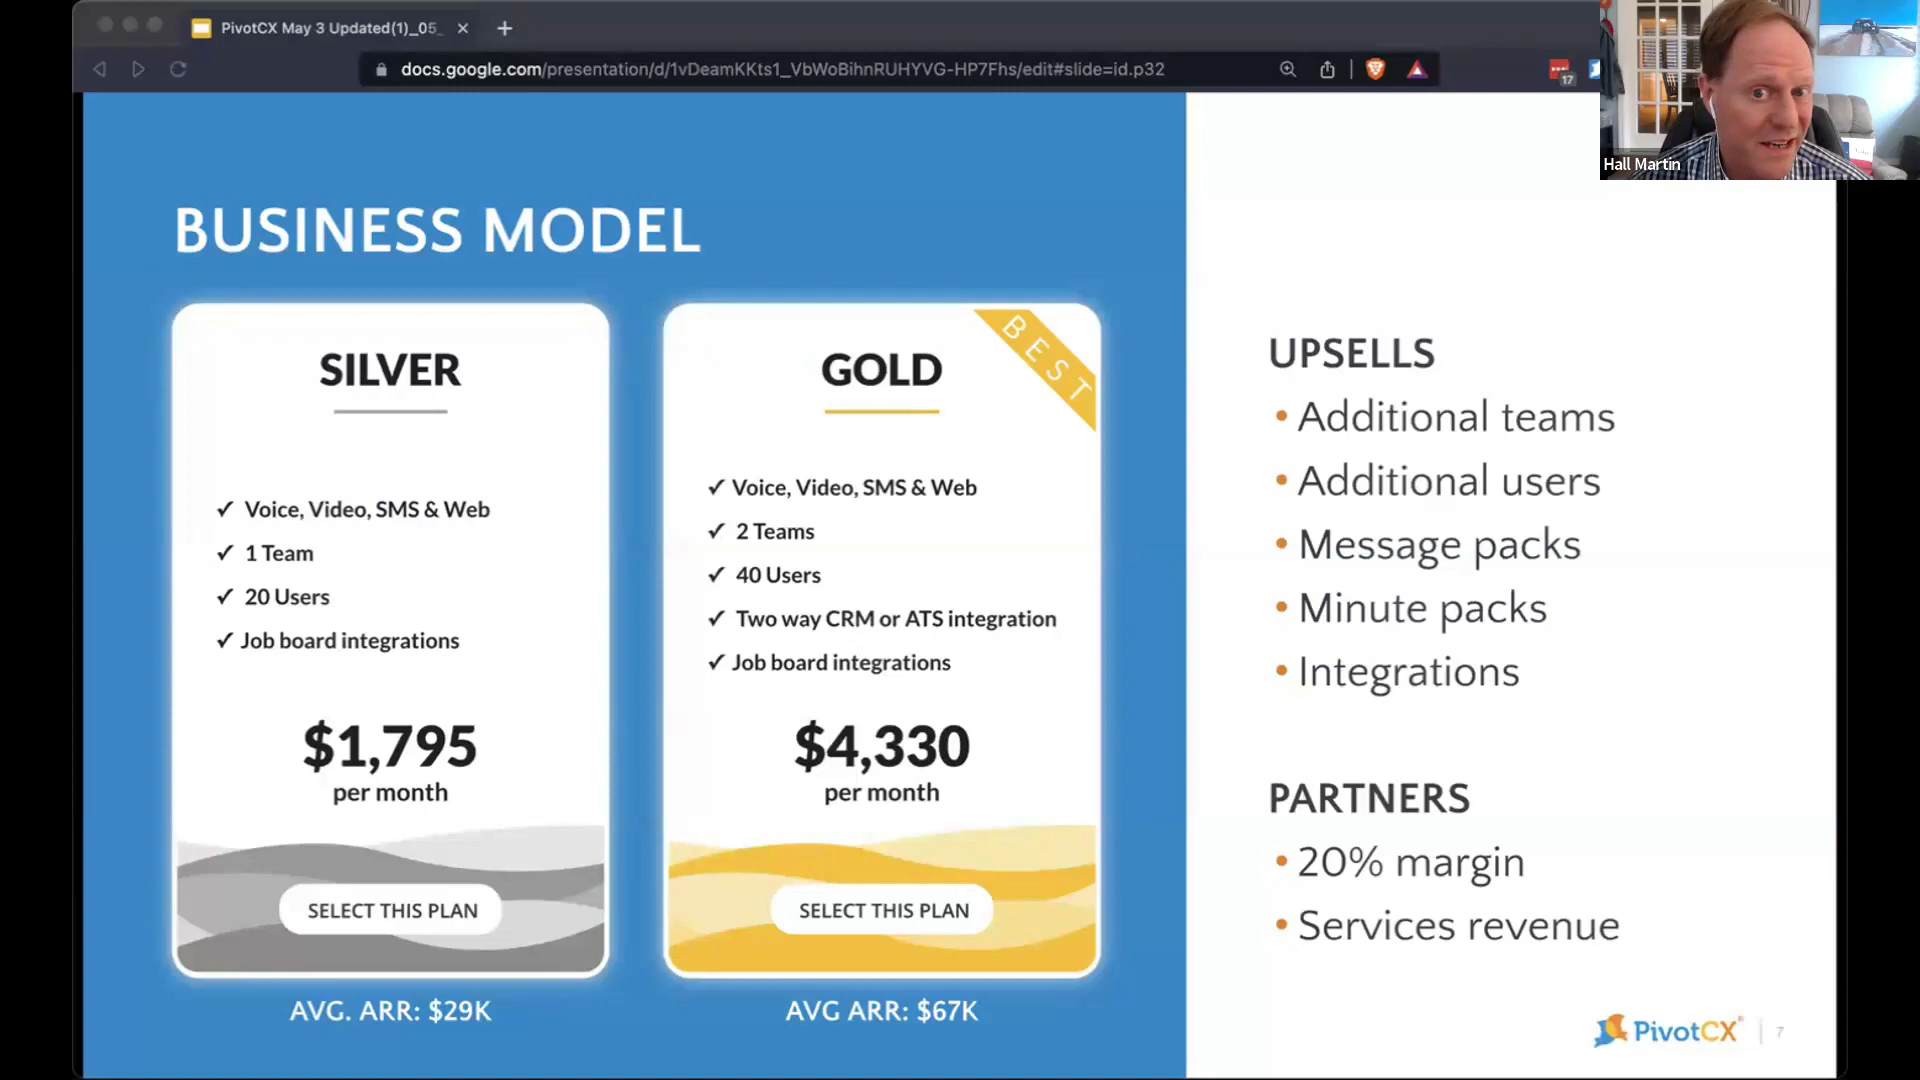 PivotCX May 3 Updated(1)_05_
docs.google.com/presentation/d/1vDeamKKts1_VbWoBihnRUHYVG-HP7Fhs/edit#slide=id.p32
17
Hall Martin
BUSINESS MODEL
SILVER
✓ Voice, Video, SMS & Web
✓ 1 Team
✓ 20 Users
✓ Job board integrations
$1,795
per month
SELECT THIS PLAN
AVG. ARR: $29K
GOLD
BEST
✓ Voice, Video, SMS & Web
✓ 2 Teams
✓ 40 Users
✓ Two way CRM or ATS integration
✓ Job board integrations
$4,330
per month
SELECT THIS PLAN
AVG ARR: $67K
UPSELLS
• Additional teams
• Additional users
• Message packs
• Minute packs
• Integrations
PARTNERS
• 20% margin
• Services revenue
PivotCX® | 7